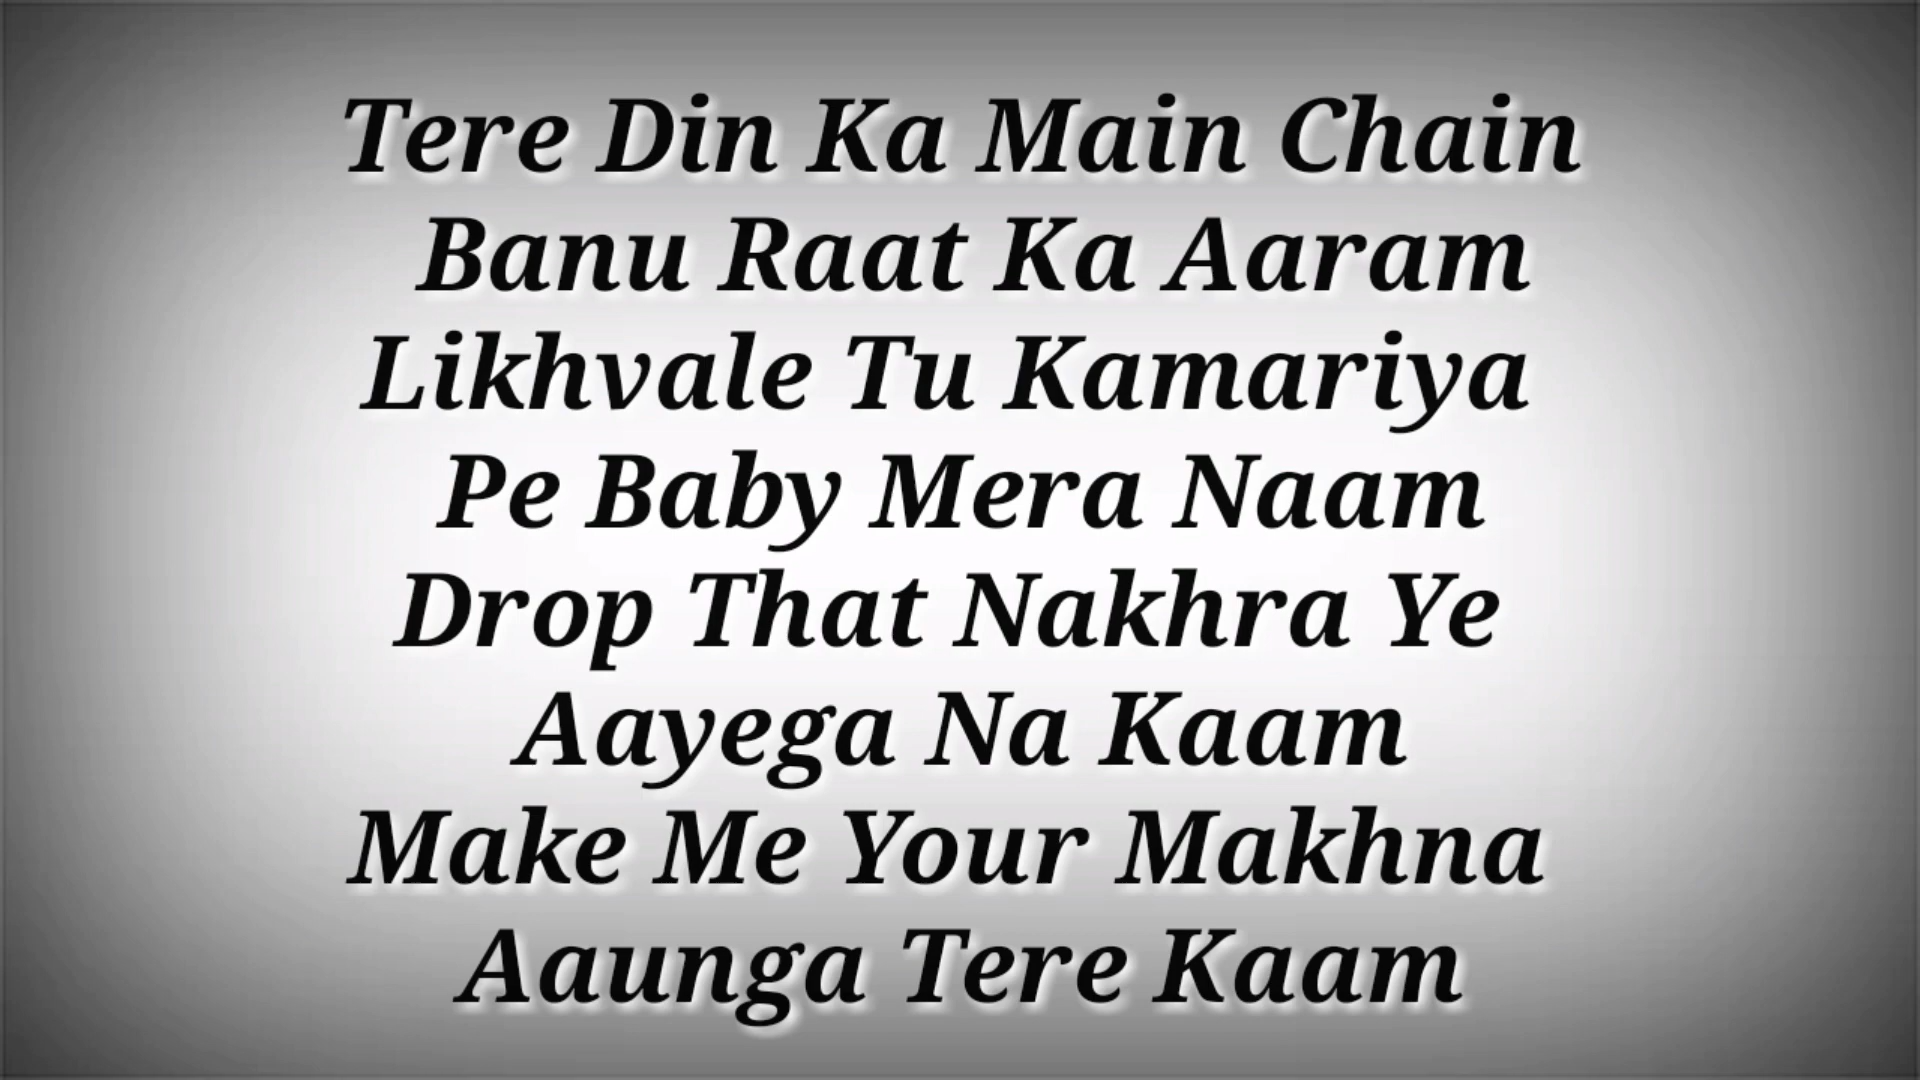 Tere Din Ka Main Chain
Banu Raat Ka Aaram
Likhvale Tu Kamariya
Pe Baby Mera Naam
Drop That Nakhra Ye
Aayega Na Kaam
Make Me Your Makhna
Aaunga Tere Kaam